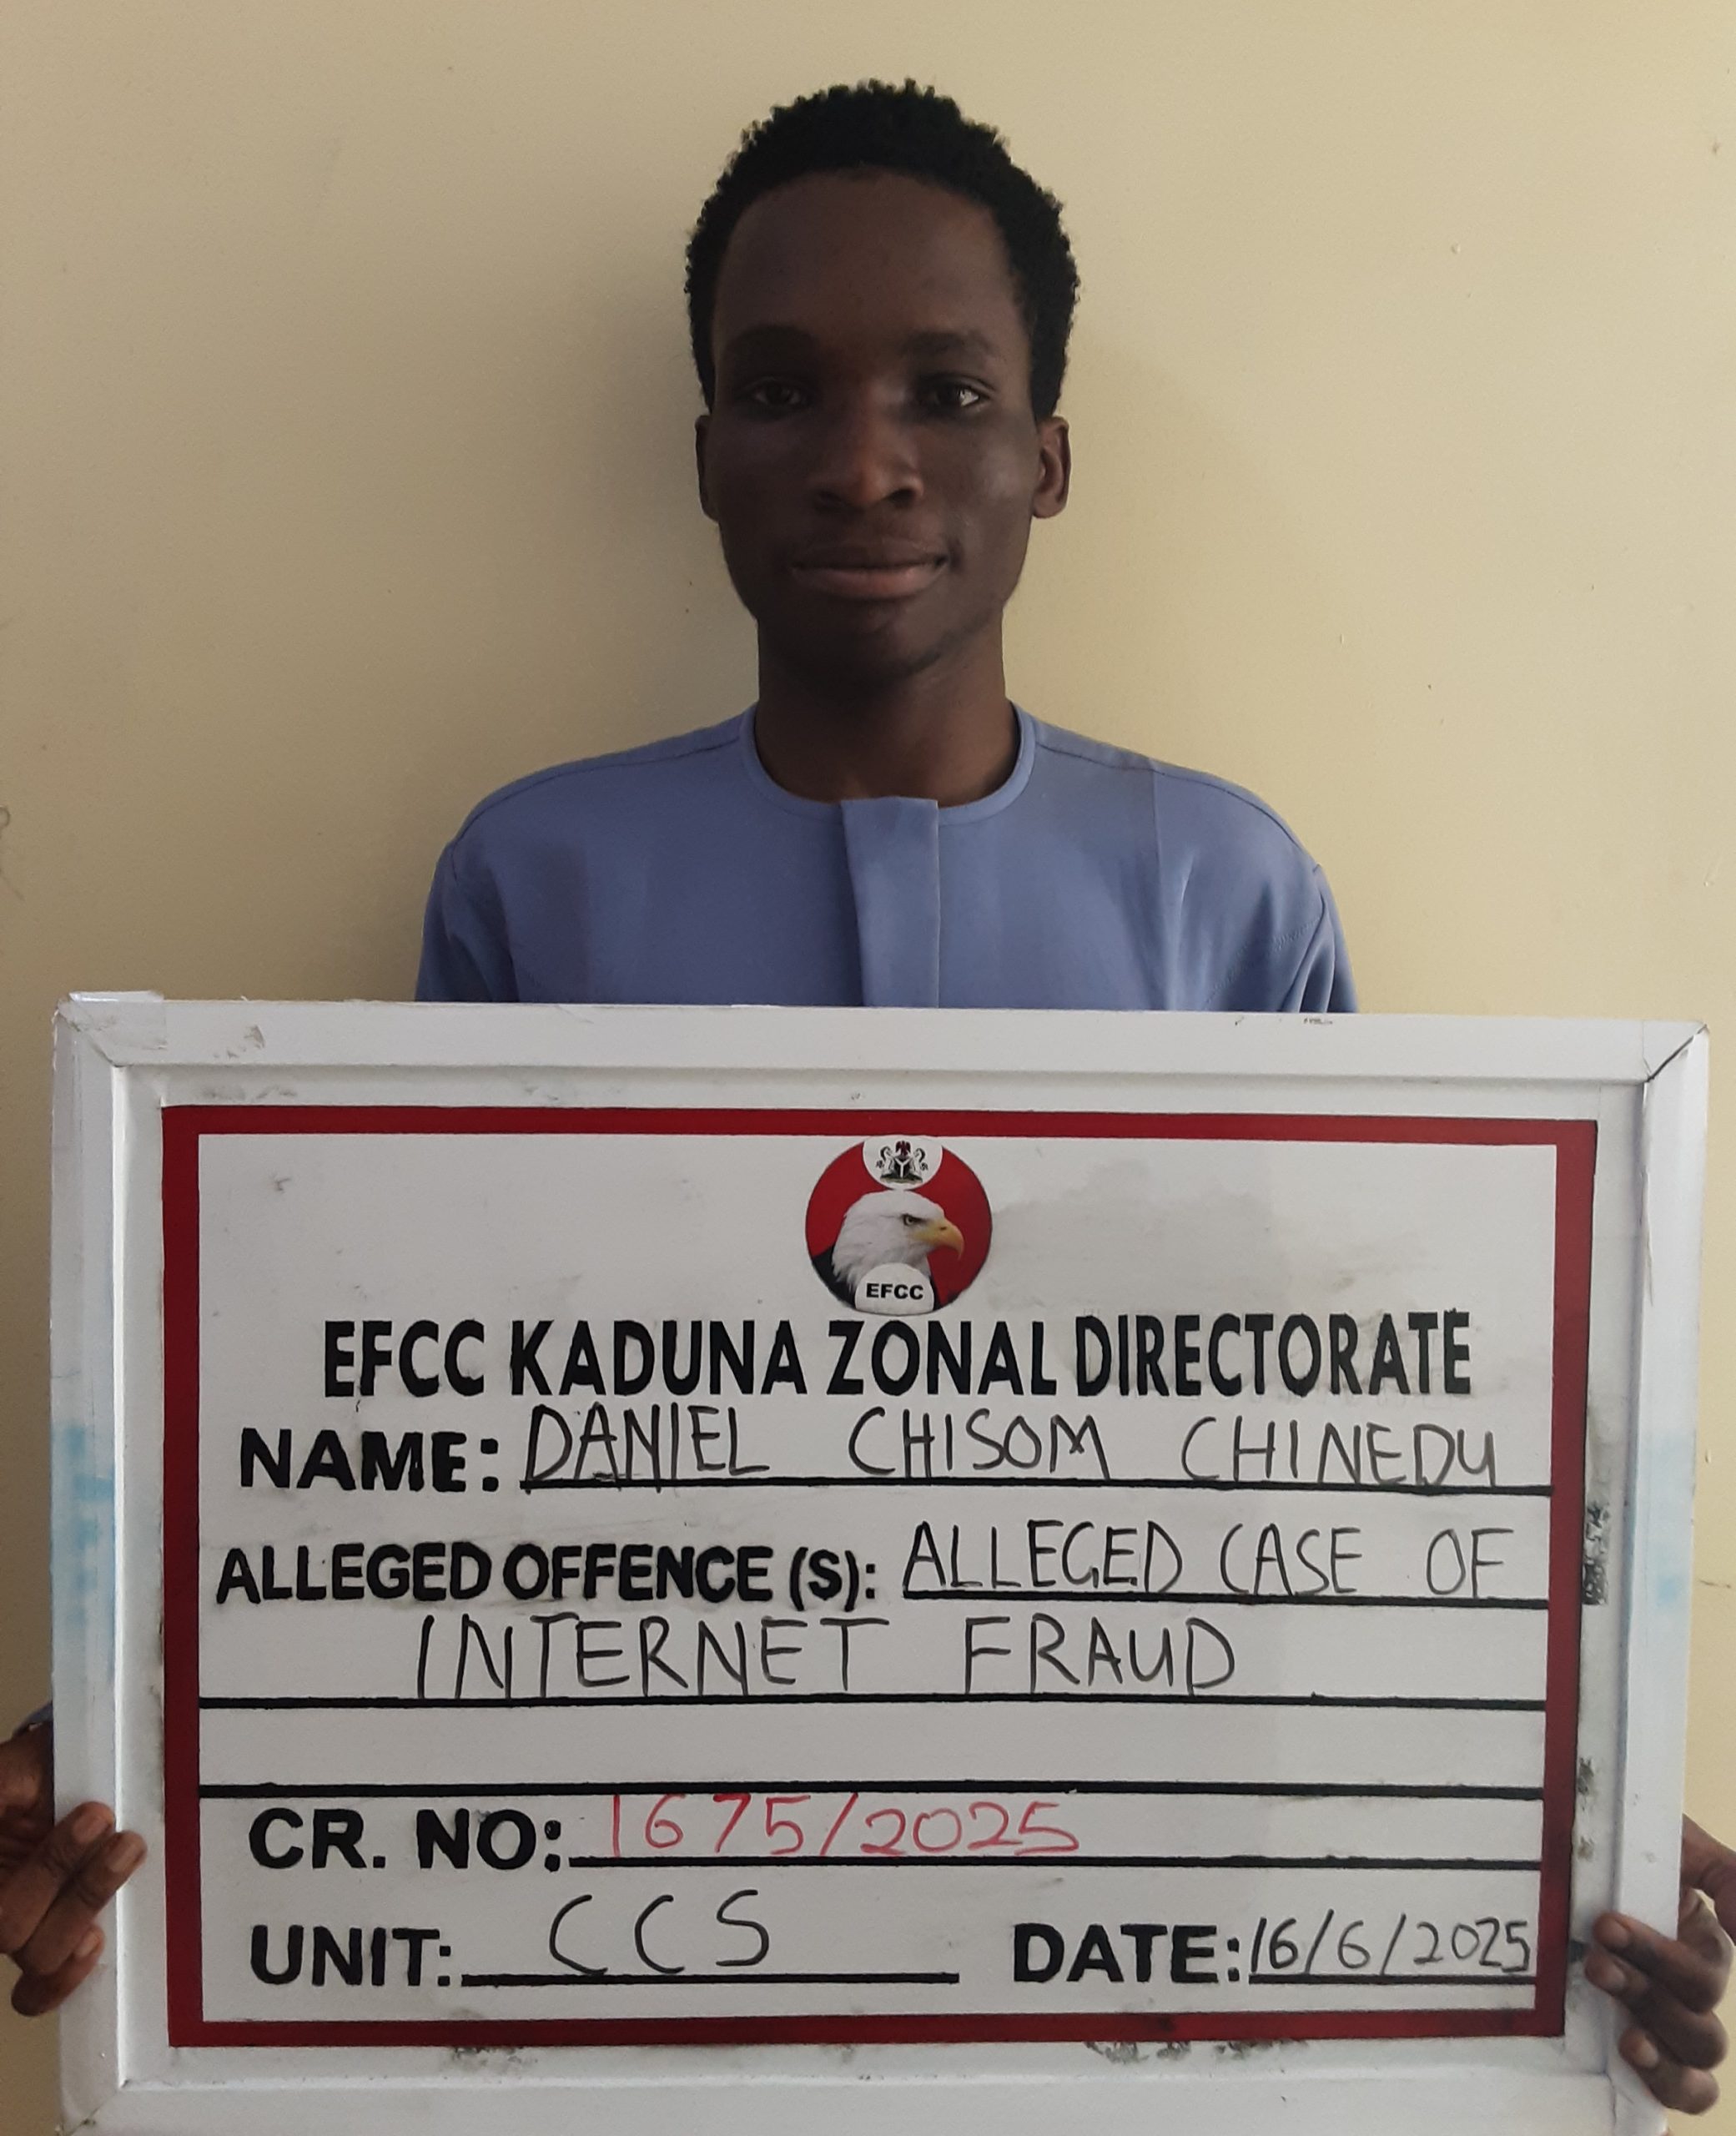 EFCC
EFCC KADUNA ZONAL DIRECTORATE
NAME: DANIEL CHISOM CHINEDU
ALLEGED OFFENCE (S): ALLEGED CASE OF
INTERNET FRAUD
CR. NO: 1675/2025
UNIT: CCS DATE: 16/6/2025